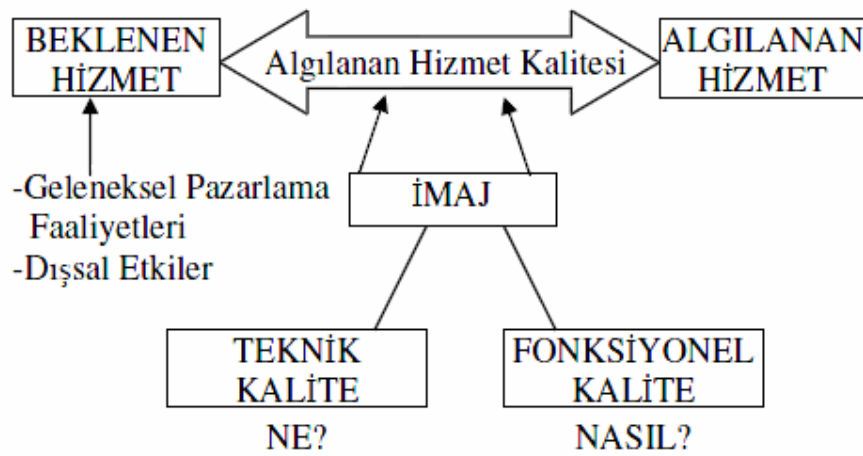 BEKLENEN
HİZMET
Algılanan Hizmet Kalitesi
ALGILANAN
HİZMET
-Geleneksel Pazarlama
Faaliyetleri
-Dışsal Etkiler
İMAJ
TEKNİK
KALİTE
FONKSİYONEL
KALİTE
NE?
NASIL?